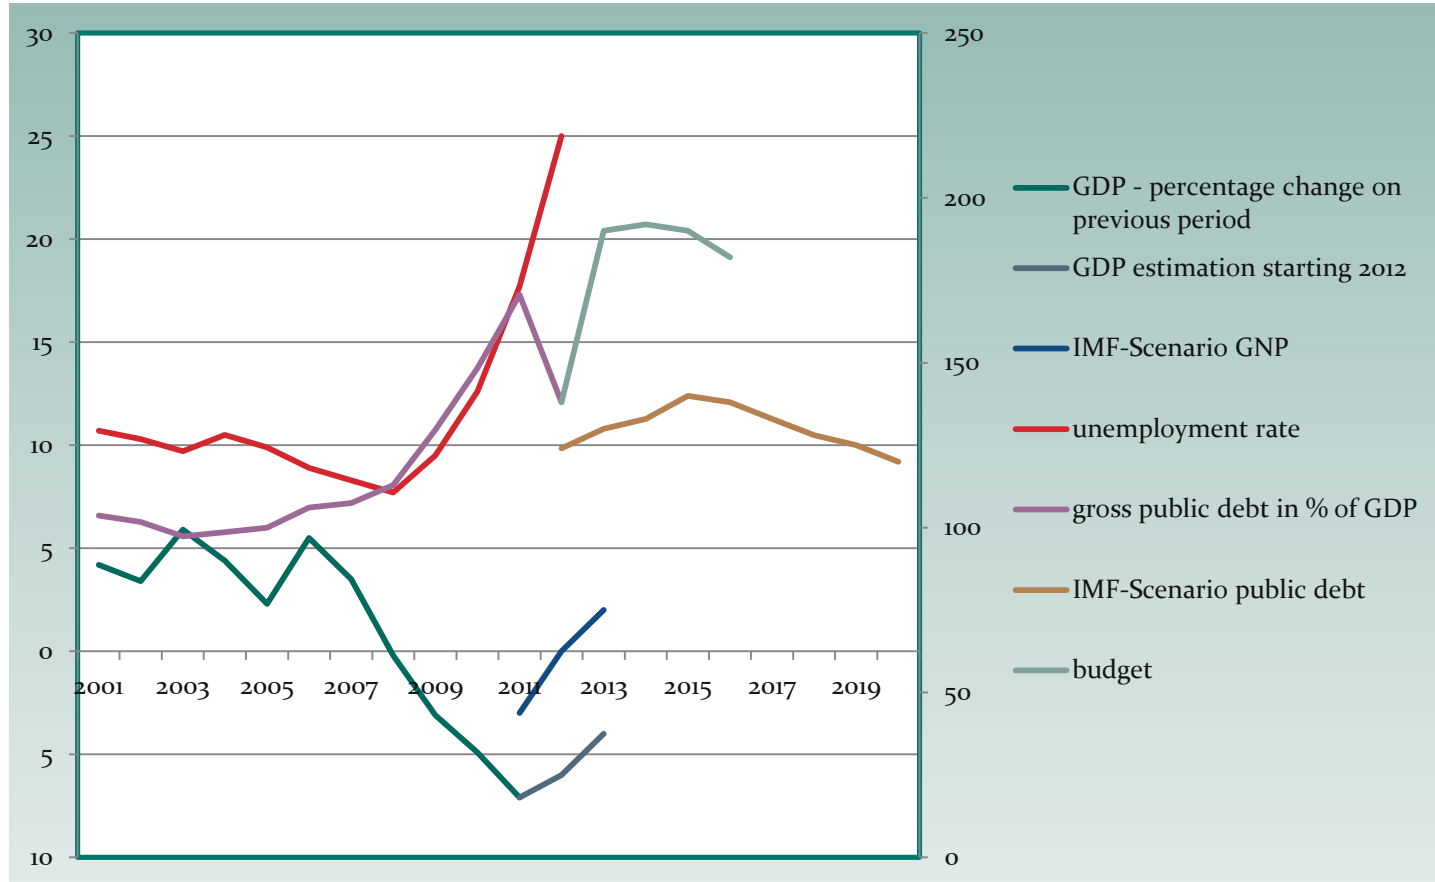 30
25
20
15
10
5
0
5
10
2001 2003 2005 2007 2009 2011 2013 2015 2017 2019
250
200
150
100
50
0
GDP - percentage change on
previous period
GDP estimation starting 2012
IMF-Scenario GNP
unemployment rate
gross public debt in % of GDP
IMF-Scenario public debt
budget